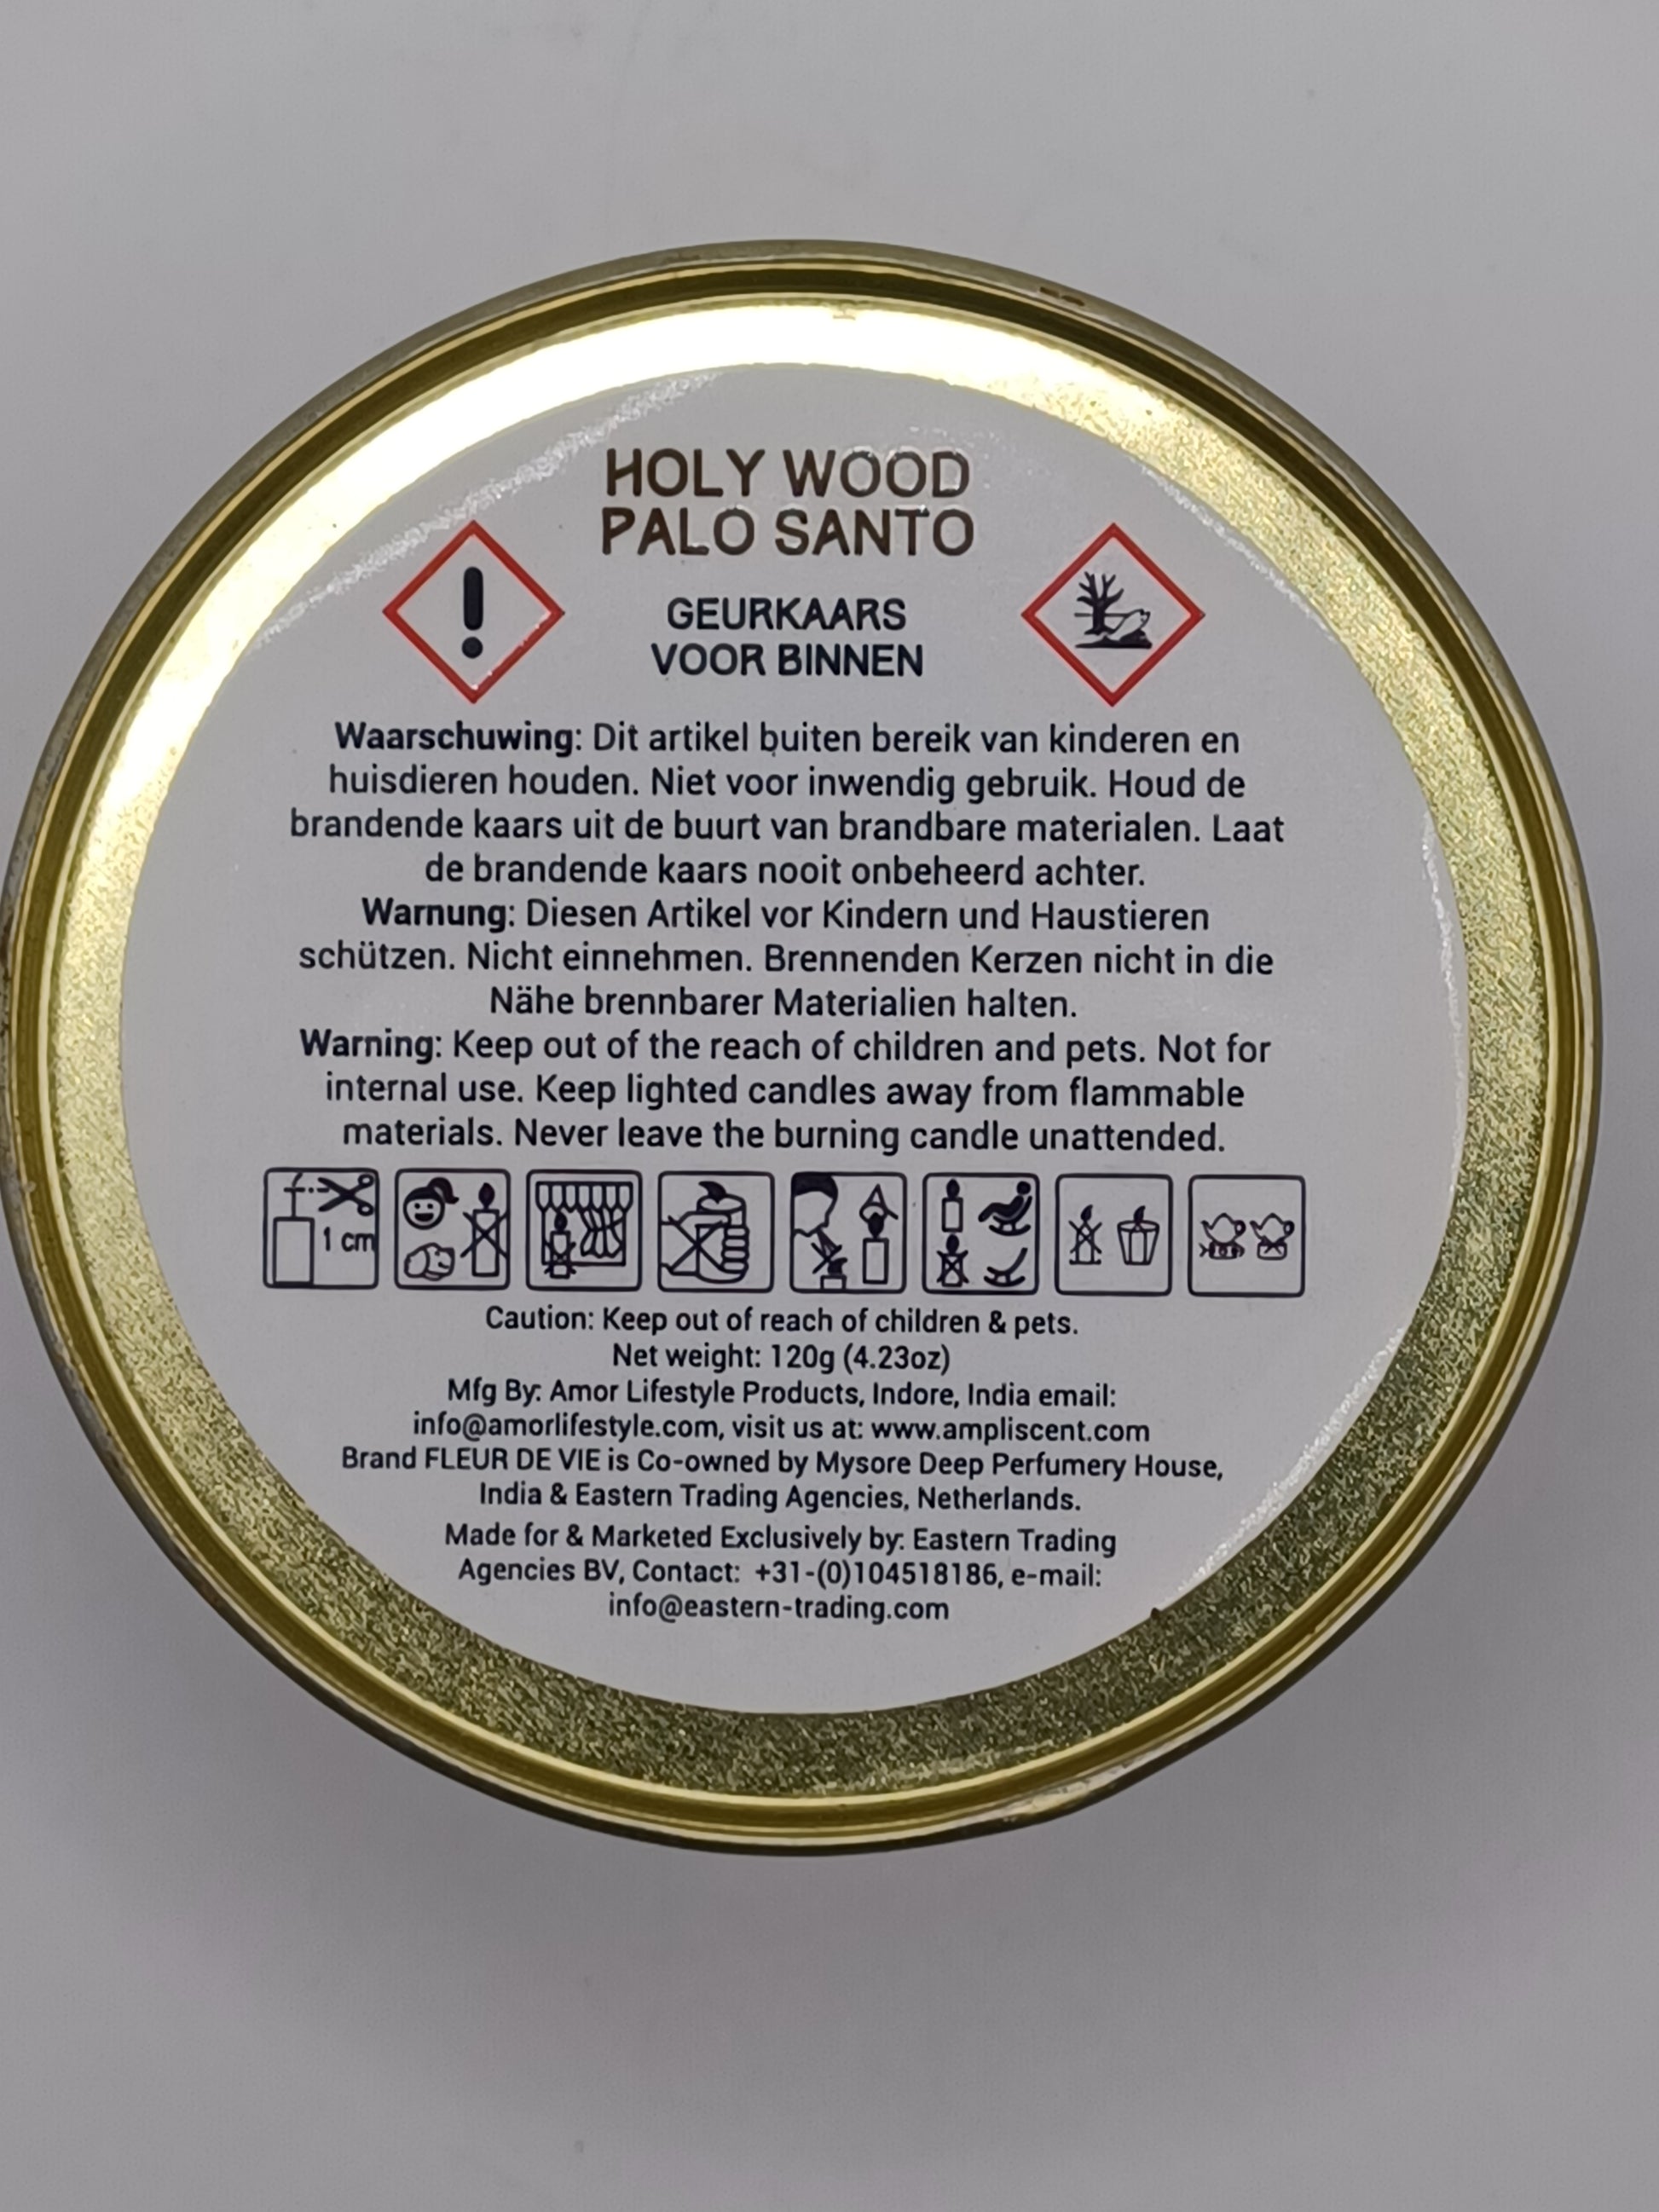 HOLY WOOD
PALO SANTO
GEURKAARS
VOOR BINNEN
Waarschuwing: Dit artikel buiten bereik van kinderen en
huisdieren houden. Niet voor inwendig gebruik. Houd de
brandende kaars uit de buurt van brandbare materialen. Laat
de brandende kaars nooit onbeheerd achter.
Warnung: Diesen Artikel vor Kindern und Haustieren
schützen. Nicht einnehmen. Brennenden Kerzen nicht in die
Nähe brennbarer Materialien halten.
Warning: Keep out of the reach of children and pets. Not for
internal use. Keep lighted candles away from flammable
materials. Never leave the burning candle unattended.
1 cm
Caution: Keep out of reach of children & pets.
Net weight: 120g (4.23oz)
Mfg By: Amor Lifestyle Products, Indore, India email:
info@amorlifestyle.com, visit us at: www.ampliscent.com
Brand FLEUR DE VIE is Co-owned by Mysore Deep Perfumery House,
India & Eastern Trading Agencies, Netherlands.
Made for & Marketed Exclusively by: Eastern Trading
Agencies BV, Contact: +31-(0)104518186, e-mail:
info@eastern-trading.com